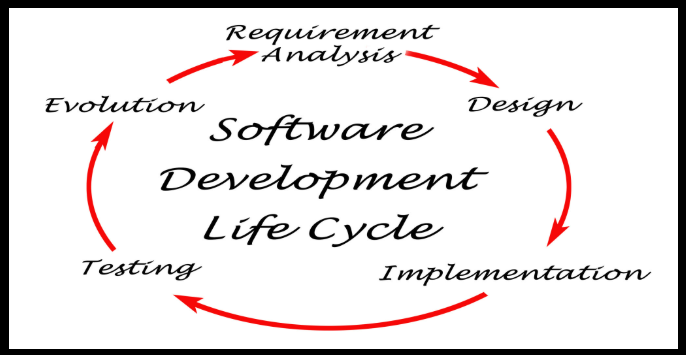 Requirement
Analysis
Evolution
Design
Software
Development
Life Cycle
Testing
Implementation